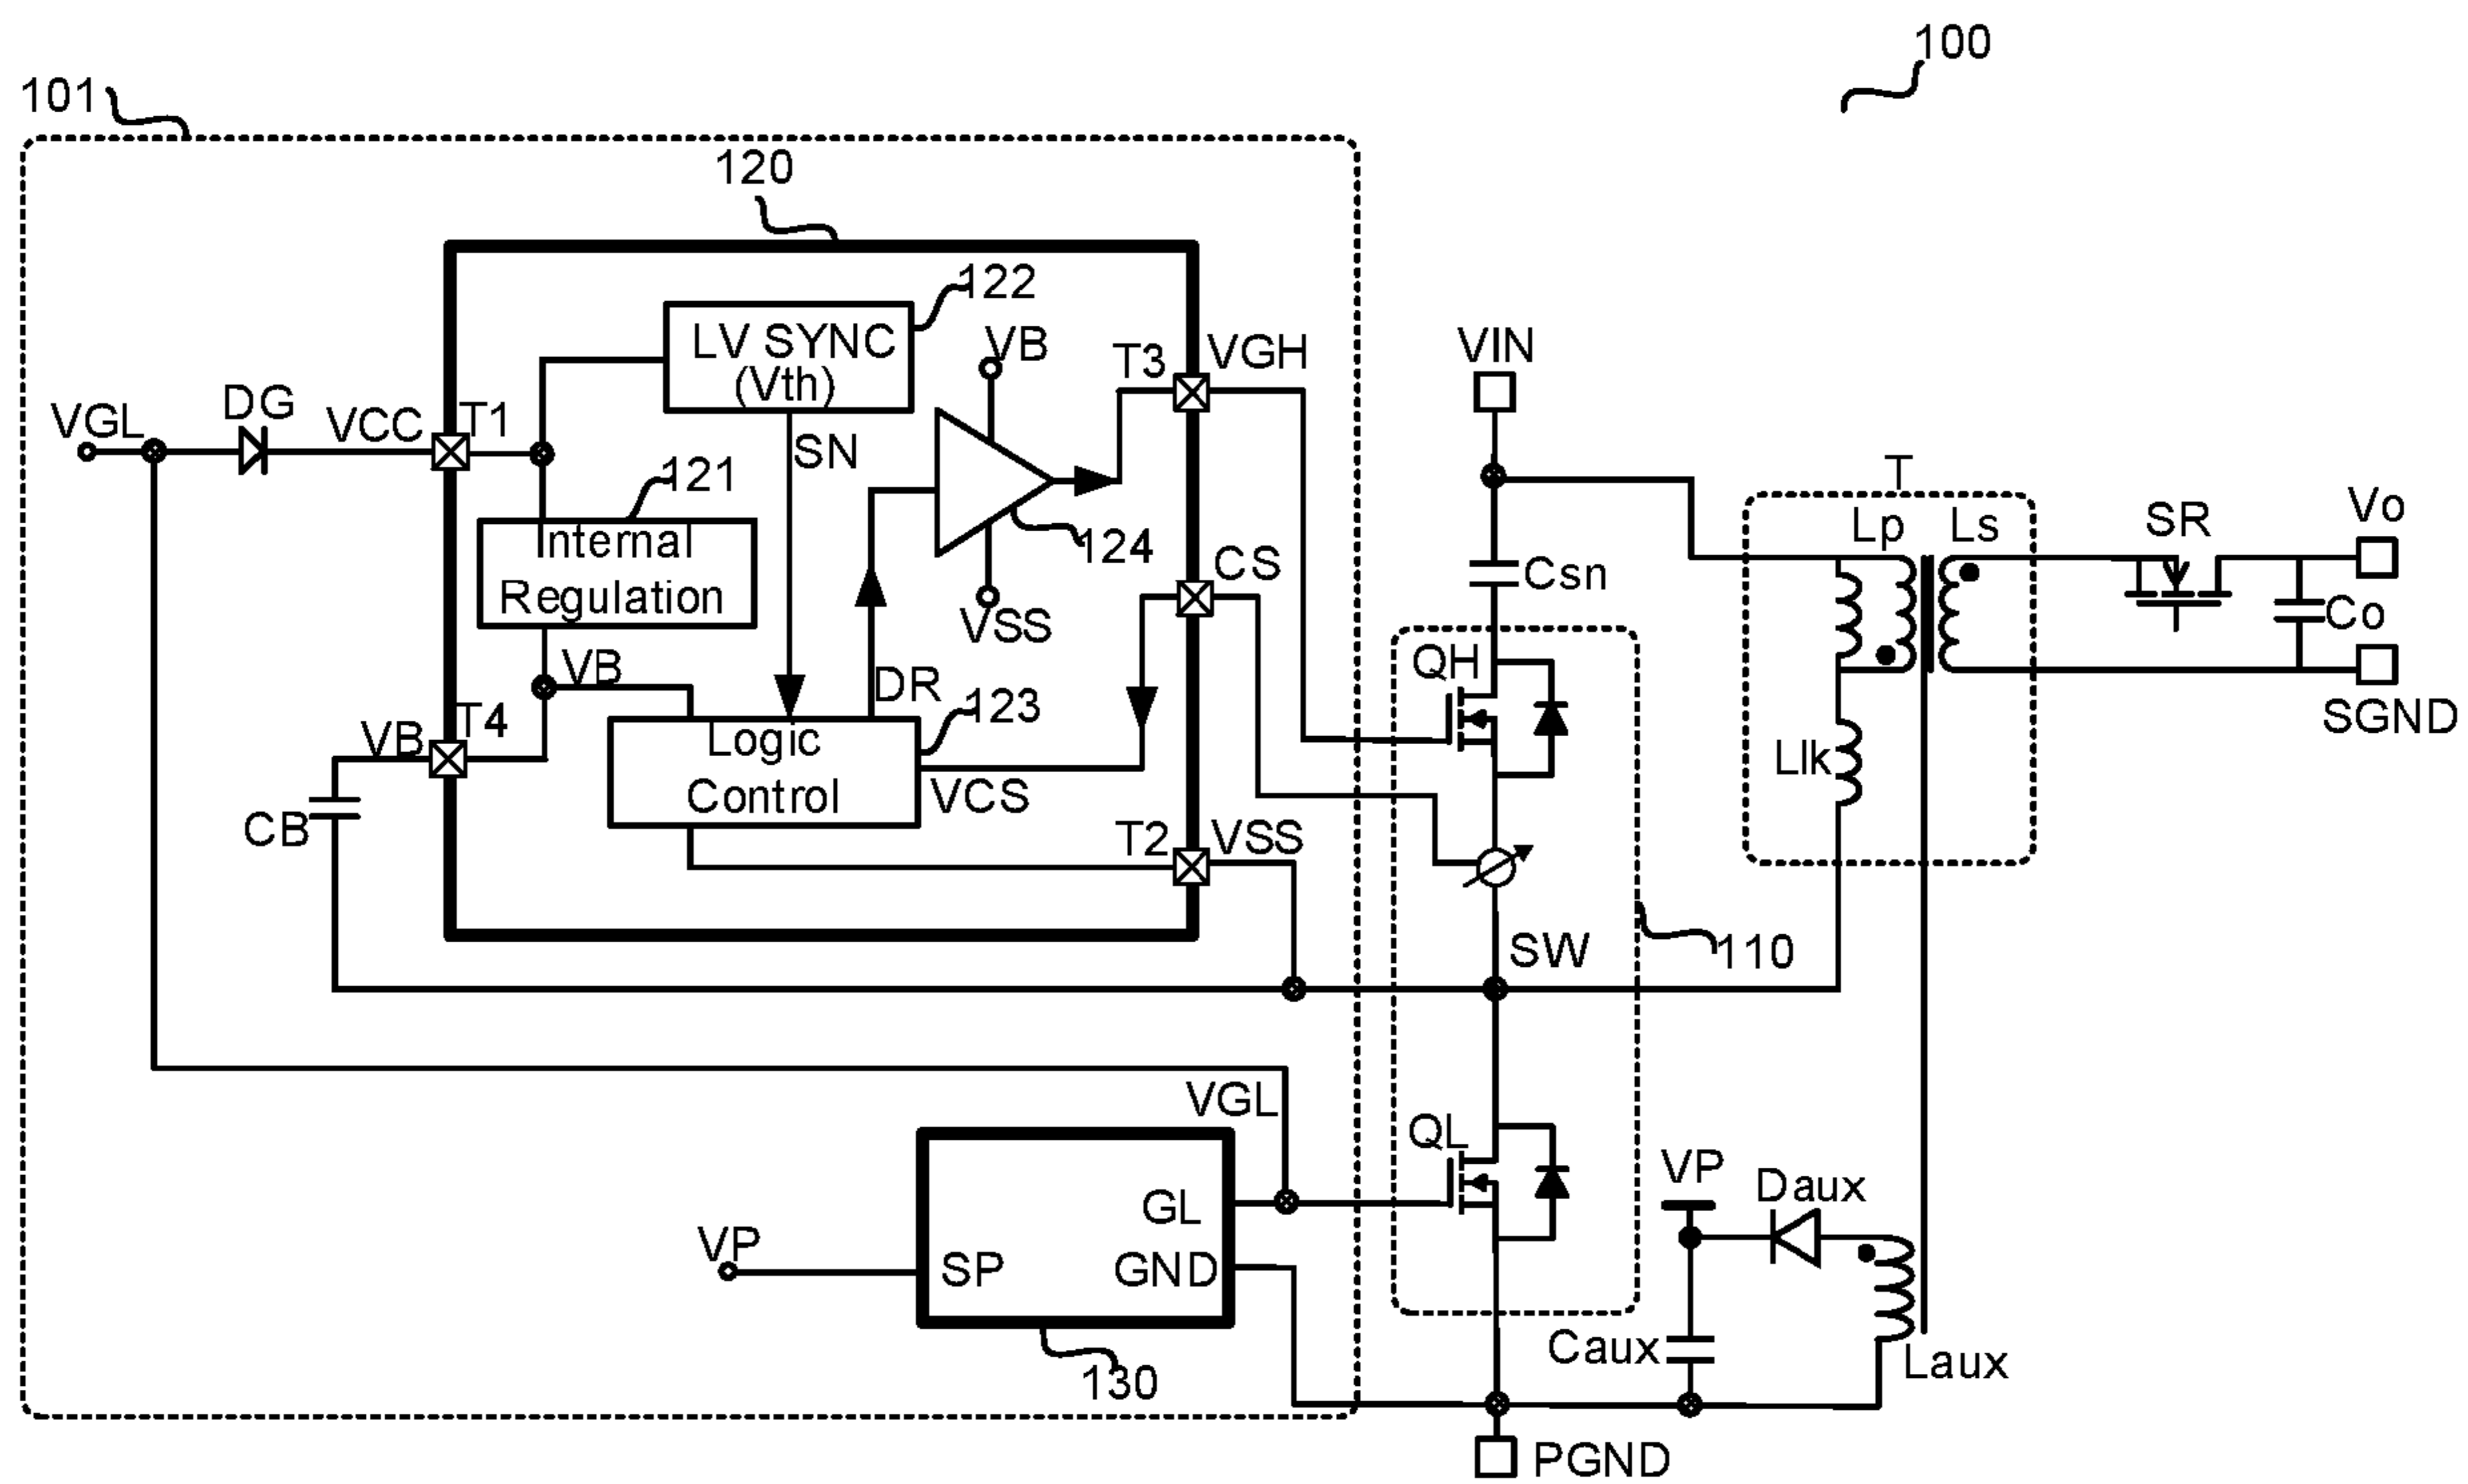 100
101
120
122
LV SYNC
(Vth)
VB
T3
VGH
VIN
DG
VGL
VCC
T1
SN
121
124
T
Lp
Ls
SR
Vo
Internal
Regulation
VSS
CS
Csn
Co
SGND
VB
DR
123
QH
VB
T4
Logic
Control
VCS
Llk
CB
T2
VSS
SW
110
VGL
QL
VP
Daux
VP
SP
GL
GND
Caux
Laux
130
PGND